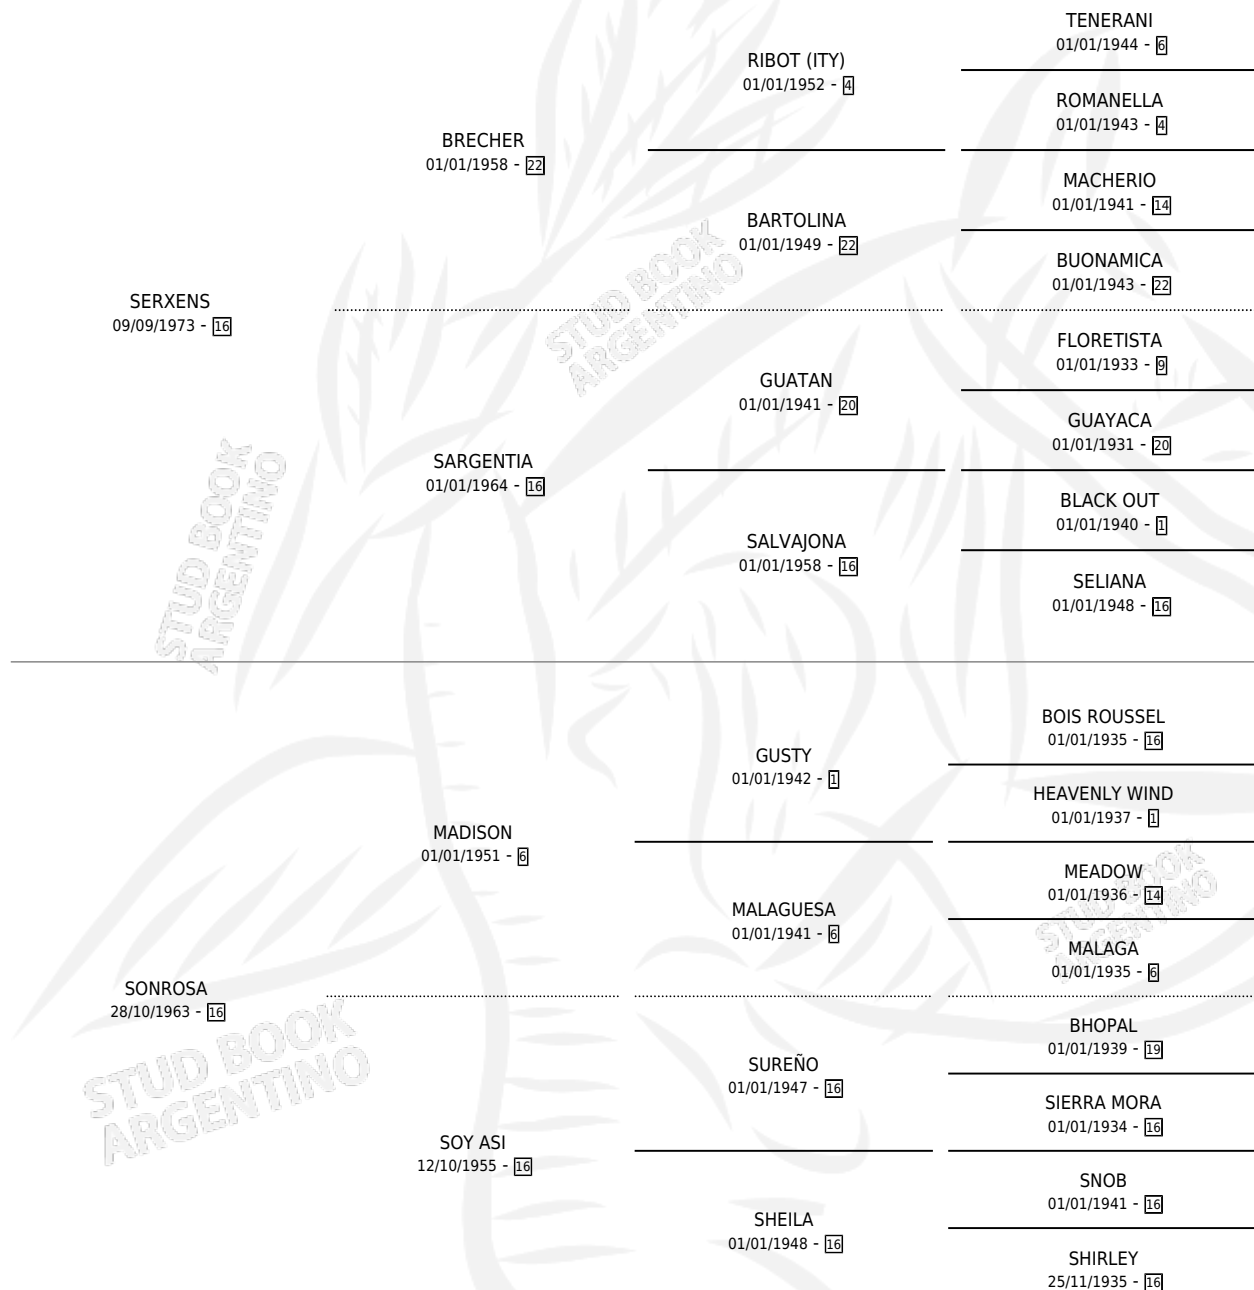 TENERANI
01/01/1944 - 6
RIBOT (ITY)
01/01/1952 - 4
ROMANELLA
01/01/1943 - 4
BRECHER
01/01/1958 - 22
MACHERIO
01/01/1941 - 14
BARTOLINA
01/01/1949 - 22
BUONAMICA
01/01/1943 - 22
SERXENS
09/09/1973 - 16
FLORETISTA
01/01/1933 - 9
GUATAN
01/01/1941 - 20
GUAYACA
01/01/1931 - 20
SARGENTIA
01/01/1964 - 16
BLACK OUT
01/01/1940 - 1
SALVAJONA
01/01/1958 - 16
SELIANA
01/01/1948 - 16
BOIS ROUSSEL
01/01/1935 - 16
GUSTY
01/01/1942 - 1
HEAVENLY WIND
01/01/1937 - 1
MADISON
01/01/1951 - 6
MEADOW
01/01/1936 - 14
MALAGUESA
01/01/1941 - 6
MALAGA
01/01/1935 - 6
SONROSA
28/10/1963 - 16
BHOPAL
01/01/1939 - 19
SUREÑO
01/01/1947 - 16
SIERRA MORA
01/01/1934 - 16
SOY ASI
12/10/1955 - 16
SNOB
01/01/1941 - 16
SHEILA
01/01/1948 - 16
SHIRLEY
25/11/1935 - 16
STUD BOOK
ARGENTINO
STUD BOOK
ARGENTINO
STUD BOOK
ARGENTINO
STUD BOOK
ARGENTINO